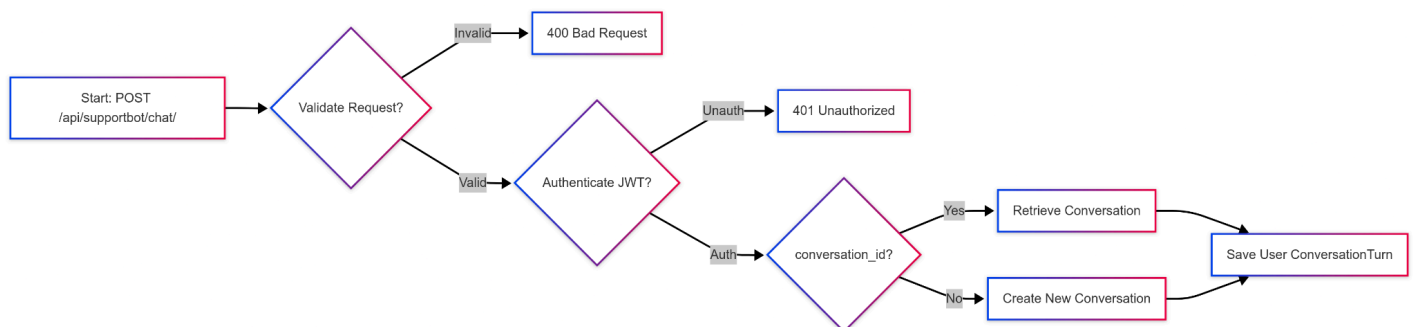 Start: POST
/api/supportbot/chat/
Validate Request?
Invalid
400 Bad Request
Valid
Authenticate JWT?
Unauth
401 Unauthorized
Auth
conversation_id?
Yes
Retrieve Conversation
No
Create New Conversation
Save User ConversationTurn